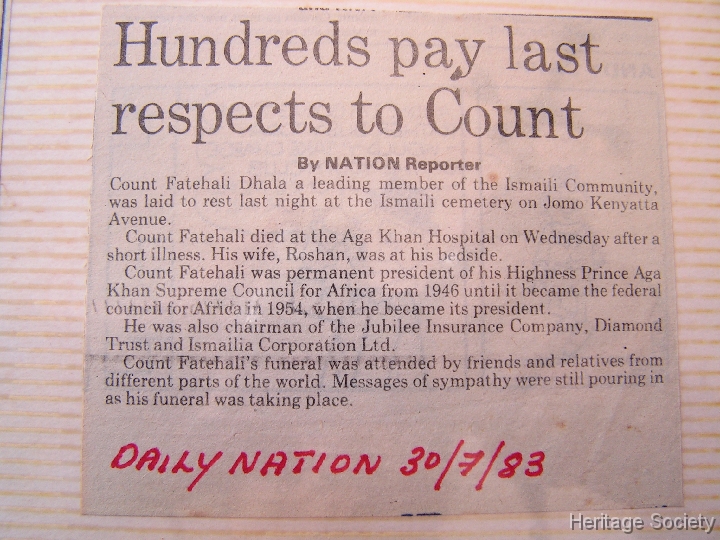 Hundreds pay last
respects to Count
By NATION Reporter
Count Fatehali Dhala a leading member of the Ismaili Community,
was laid to rest last night at the Ismaili cemetery on Jomo Kenyatta
Avenue.
Count Fatehali died at the Aga Khan Hospital on Wednesday after a
short illness. His wife, Roshan, was at his bedside.
Count Fatehali was permanent president of his Highness Prince Aga
Khan Supreme Council for Africa from 1946 until it became the federal
council for Africa in 1954, when he became its president.
He was also chairman of the Jubilee Insurance Company, Diamond
Trust and Ismailia Corporation Ltd.
Count Fatehali's funeral was attended by friends and relatives from
different parts of the world. Messages of sympathy were still pouring in
as his funeral was taking place.
DAILY NATION 30/7/83
Heritage Society